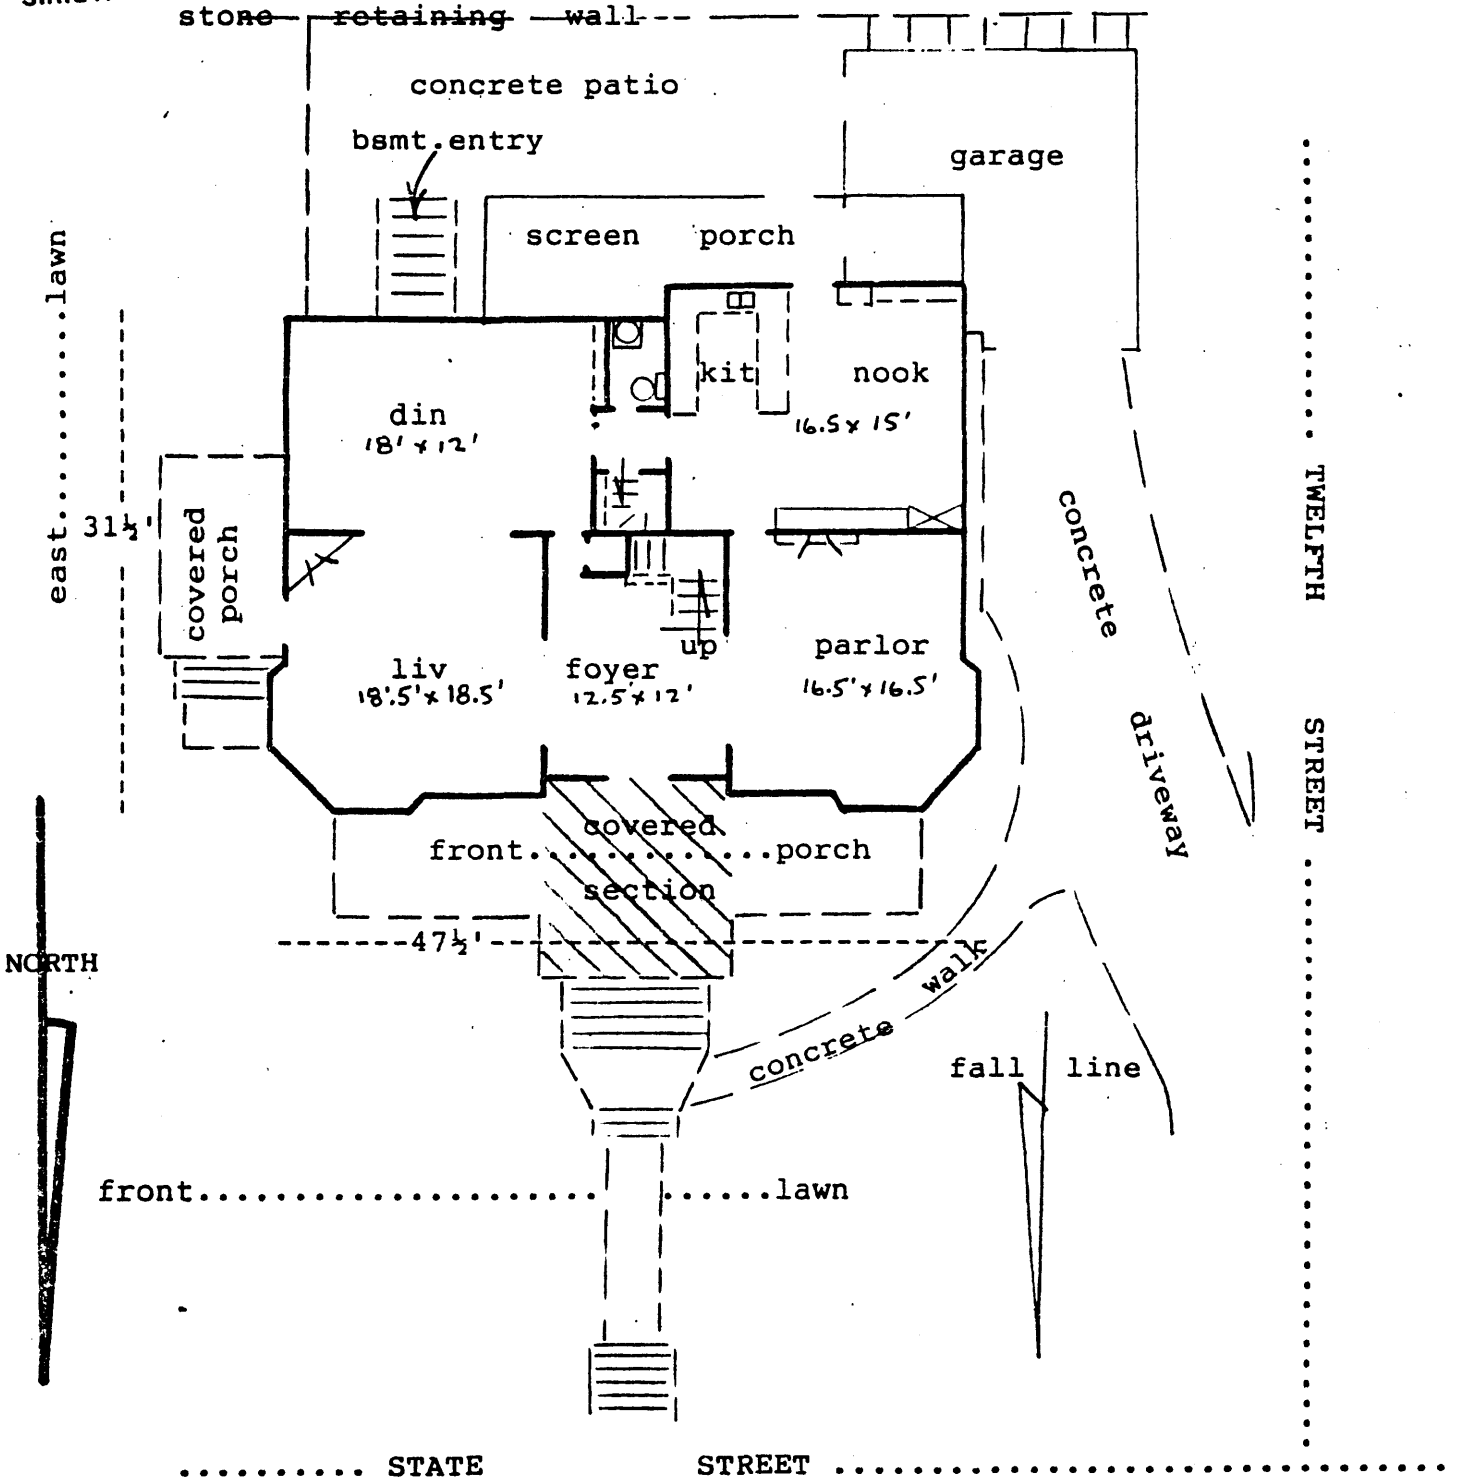 stone retaining wall
concrete patio
bsmt. entry
garage
screen porch
east.........lawn
kit
nook
16.5 x 15'
din
18' x 12'
31½'
covered
porch
concrete
driveway
TWELFTH STREET
up
liv
18'.5' x 18.5'
foyer
12.5' x 12'
parlor
16.5' x 16.5'
covered
front...............porch
section
47½'
NORTH
concrete walk
fall line
front..........................lawn
.......... STATE STREET ..........